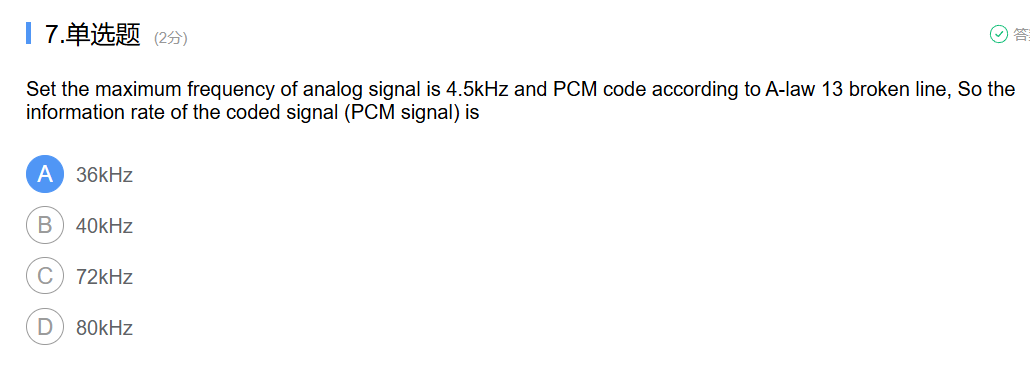 7.单选题 (2分)
答
Set the maximum frequency of analog signal is 4.5kHz and PCM code according to A-law 13 broken line, So the
information rate of the coded signal (PCM signal) is
A 36kHz
B 40kHz
C 72kHz
D 80kHz